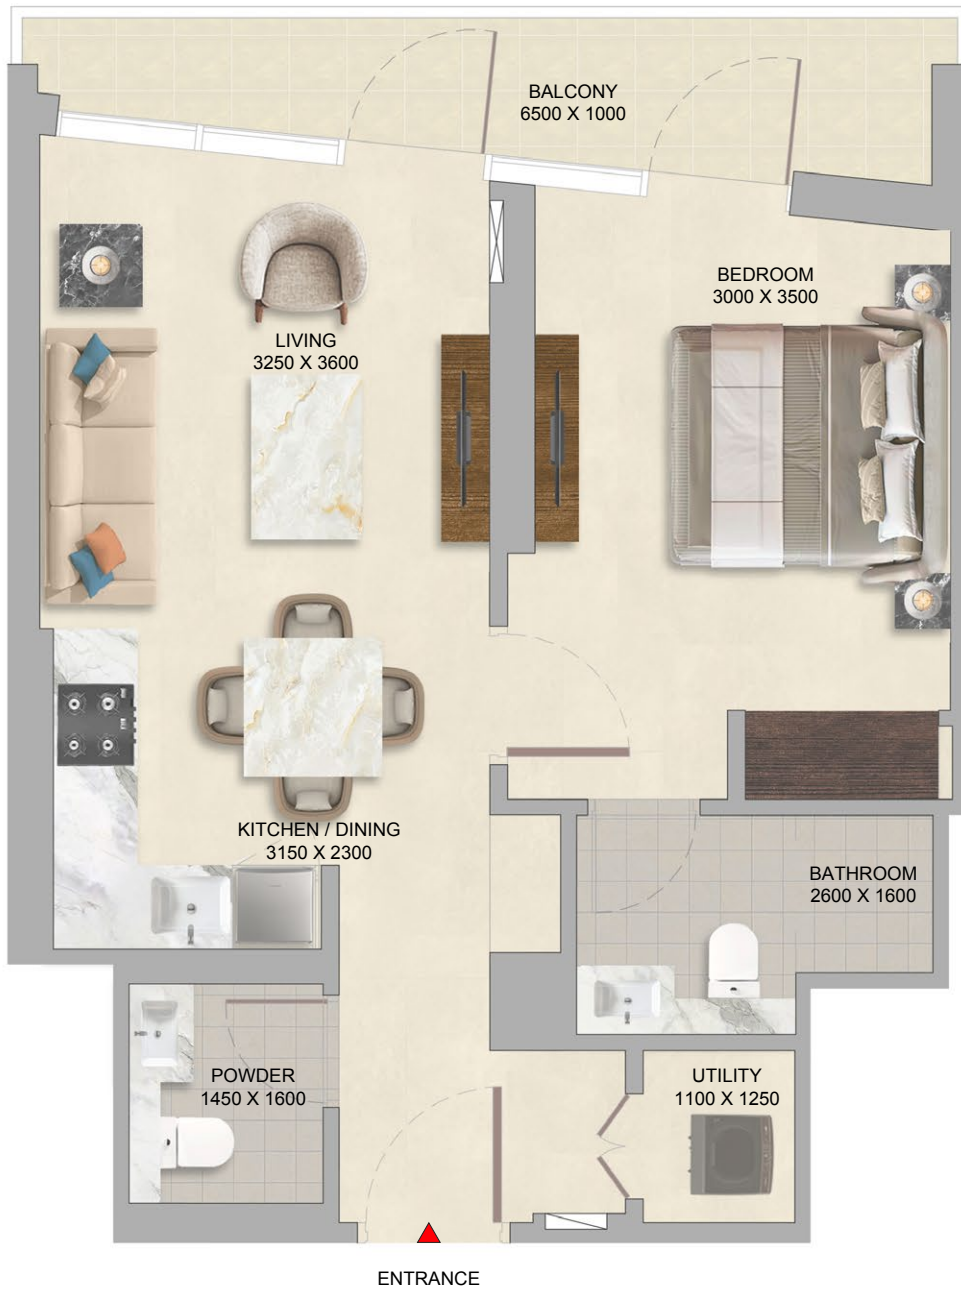 BALCONY
6500 X 1000
BEDROOM
3000 X 3500
LIVING
3250 X 3600
KITCHEN / DINING
3150 X 2300
BATHROOM
2600 X 1600
POWDER
1450 X 1600
UTILITY
1100 X 1250
ENTRANCE